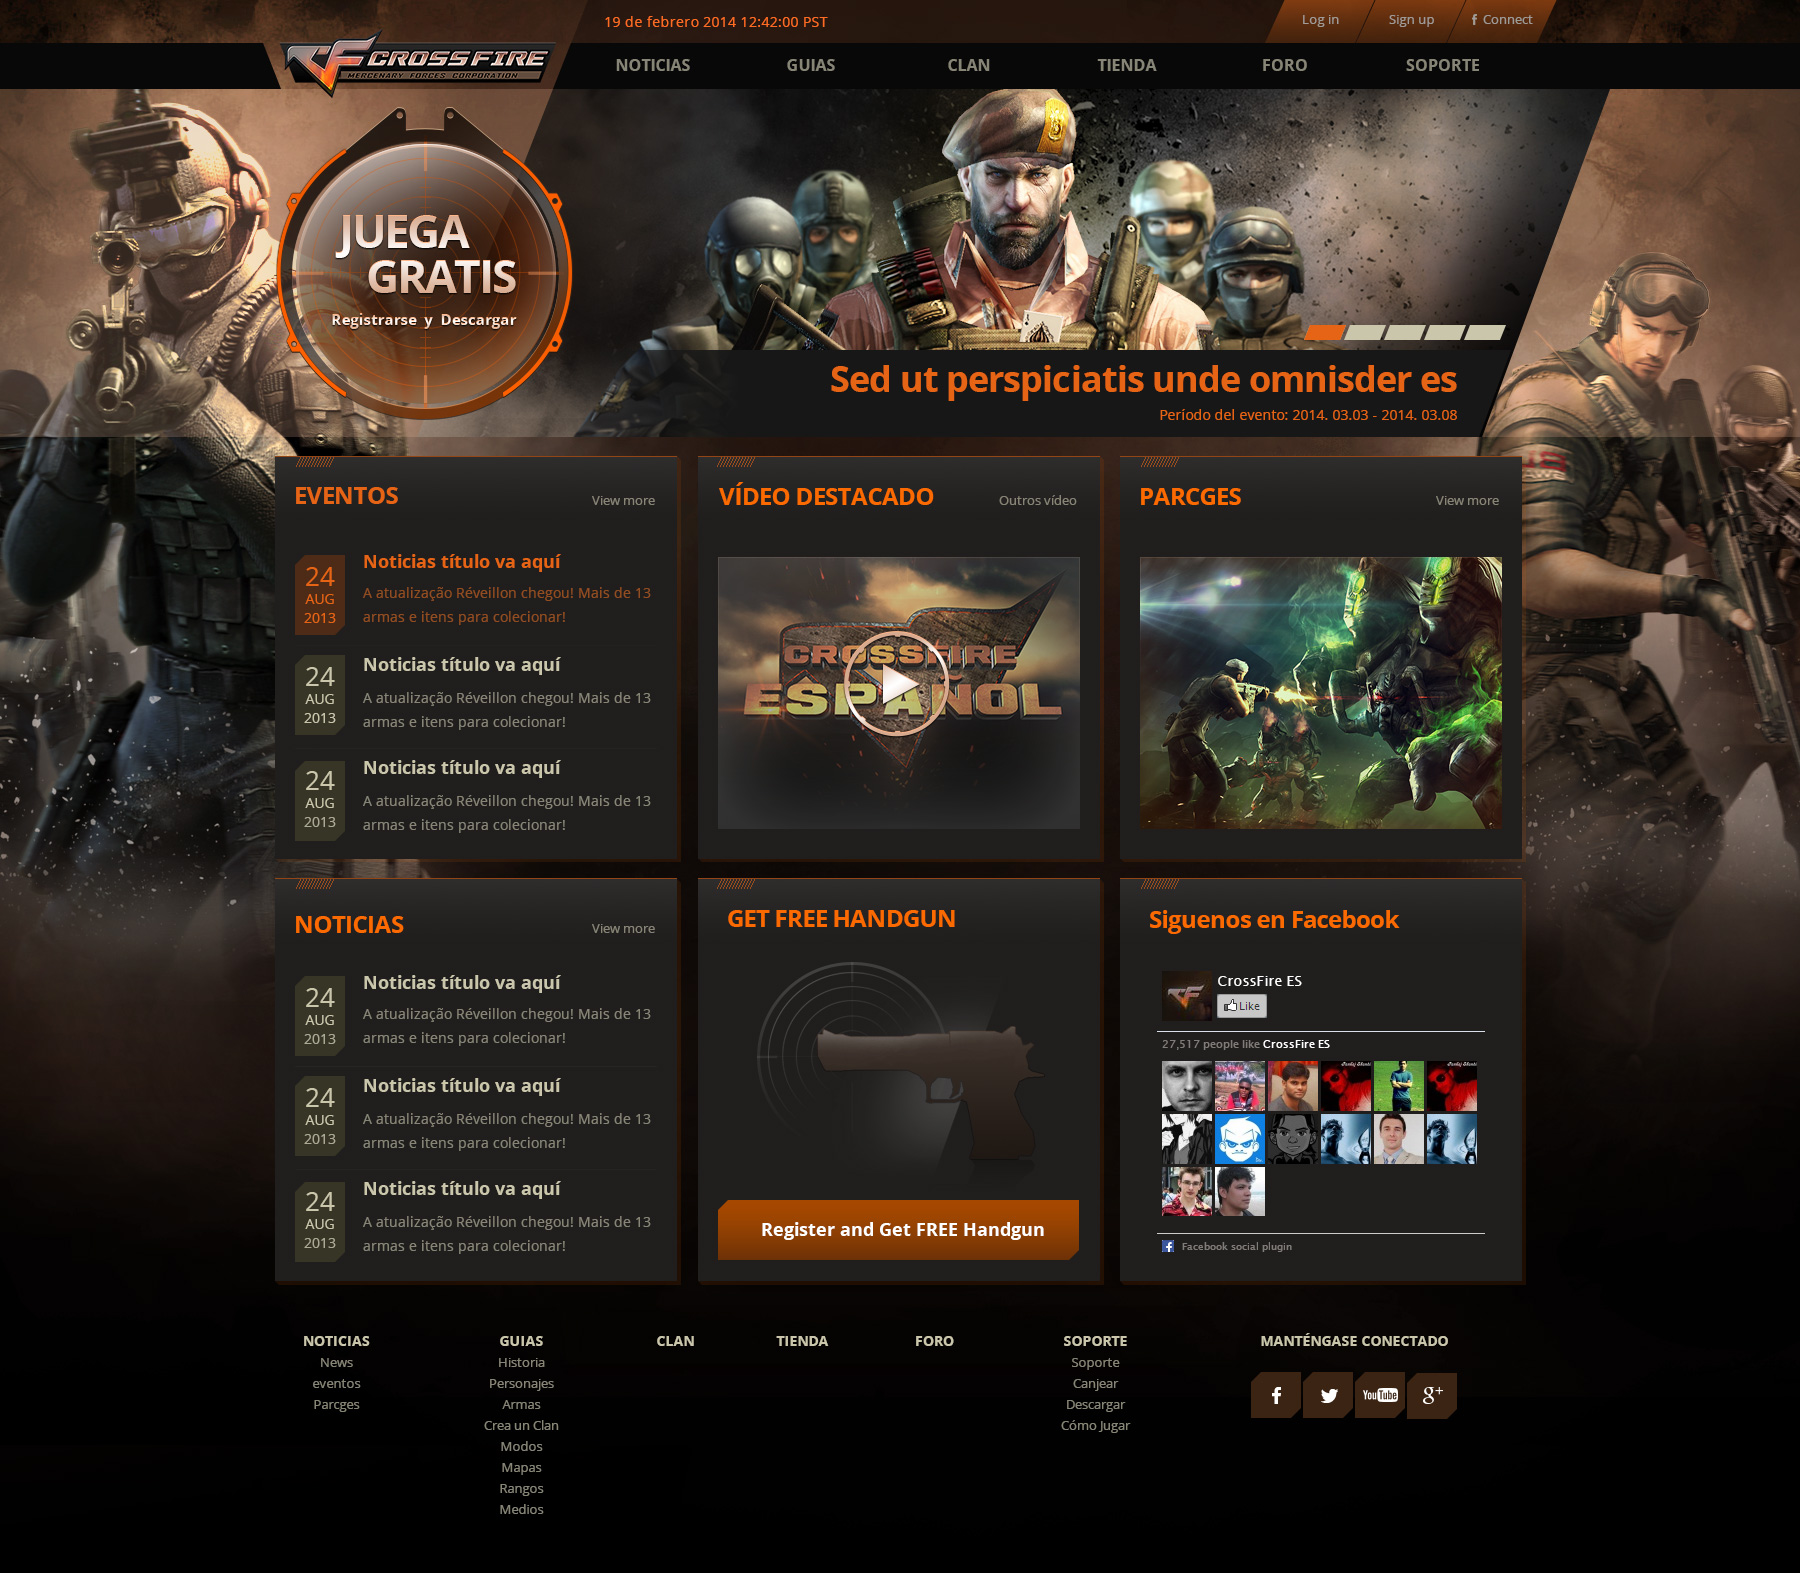 19 de febrero 2014 12:42:00 PST
Log in
Sign up
f Connect
CROSSFIRE
MERCENARY FORCES CORPORATION
NOTICIAS
GUIAS
CLAN
TIENDA
FORO
SOPORTE
JUEGA
GRATIS
Registrarse y Descargar
Sed ut perspiciatis unde omnisder es
Período del evento: 2014. 03.03 - 2014. 03.08
EVENTOS
View more
24
AUG
2013
Noticias título va aquí
A atualização Réveillon chegou! Mais de 13
armas e itens para colecionar!
24
AUG
2013
Noticias título va aquí
A atualização Réveillon chegou! Mais de 13
armas e itens para colecionar!
24
AUG
2013
Noticias título va aquí
A atualização Réveillon chegou! Mais de 13
armas e itens para colecionar!
VÍDEO DESTACADO
Outros vídeo
CROSSFIRE
ESPAÑOL
PARCGES
View more
NOTICIAS
View more
24
AUG
2013
Noticias título va aquí
A atualização Réveillon chegou! Mais de 13
armas e itens para colecionar!
24
AUG
2013
Noticias título va aquí
A atualização Réveillon chegou! Mais de 13
armas e itens para colecionar!
24
AUG
2013
Noticias título va aquí
A atualização Réveillon chegou! Mais de 13
armas e itens para colecionar!
GET FREE HANDGUN
Register and Get FREE Handgun
Siguenos en Facebook
CrossFire ES
Like
27,517 people like CrossFire ES
Facebook social plugin
NOTICIAS
News
eventos
Parcges
GUIAS
Historia
Personajes
Armas
Crea un Clan
Modos
Mapas
Rangos
Medios
CLAN
TIENDA
FORO
SOPORTE
Soporte
Canjear
Descargar
Cómo Jugar
MANTÉNGASE CONECTADO
f
YouTube
g+